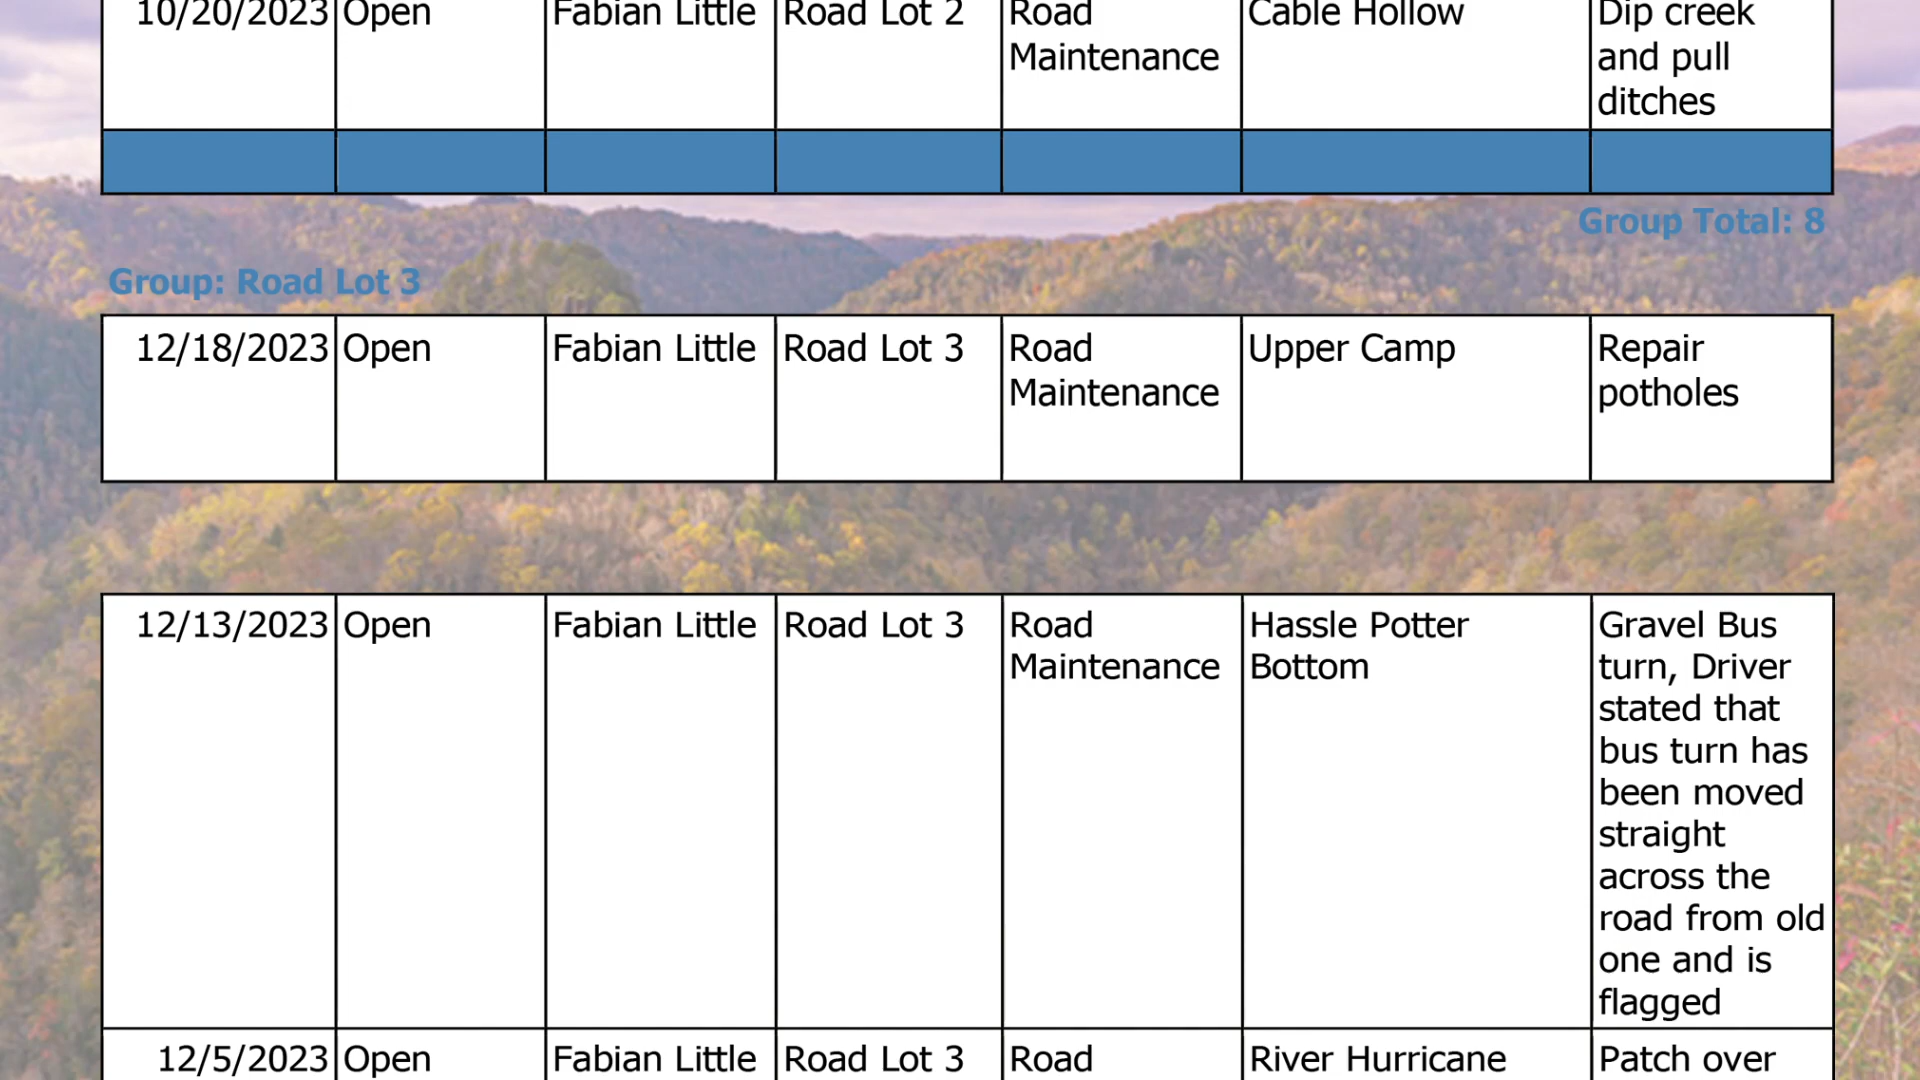 10/20/2023 Open Fabian Little Road Lot 2 Road Maintenance Cable Hollow Dip creek and pull ditches
Group Total: 8
Group: Road Lot 3
12/18/2023 Open Fabian Little Road Lot 3 Road Maintenance Upper Camp Repair potholes
12/13/2023 Open Fabian Little Road Lot 3 Road Maintenance Hassle Potter Bottom Gravel Bus turn, Driver stated that bus turn has been moved straight across the road from old one and is flagged
12/5/2023 Open Fabian Little Road Lot 3 Road River Hurricane Patch over